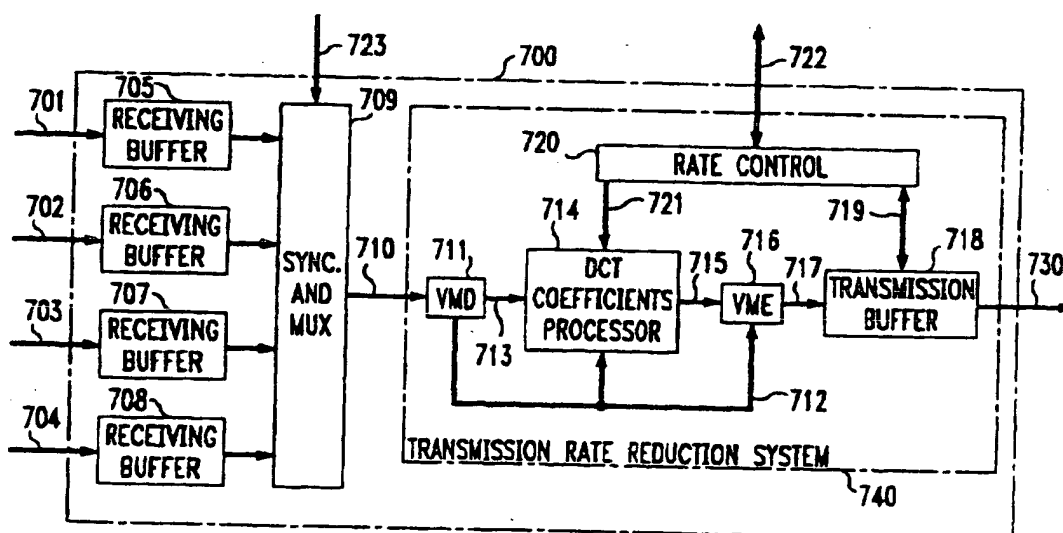 723
700
722
701
705
RECEIVING
BUFFER
709
720
RATE CONTROL
706
702
RECEIVING
BUFFER
SYNC.
AND
MUX
710
711
VMD
713
714
721
DCT
COEFFICIENTS
PROCESSOR
715
716
VME
717
719
718
TRANSMISSION
BUFFER
730
707
703
RECEIVING
BUFFER
712
708
704
RECEIVING
BUFFER
TRANSMISSION RATE REDUCTION SYSTEM
740